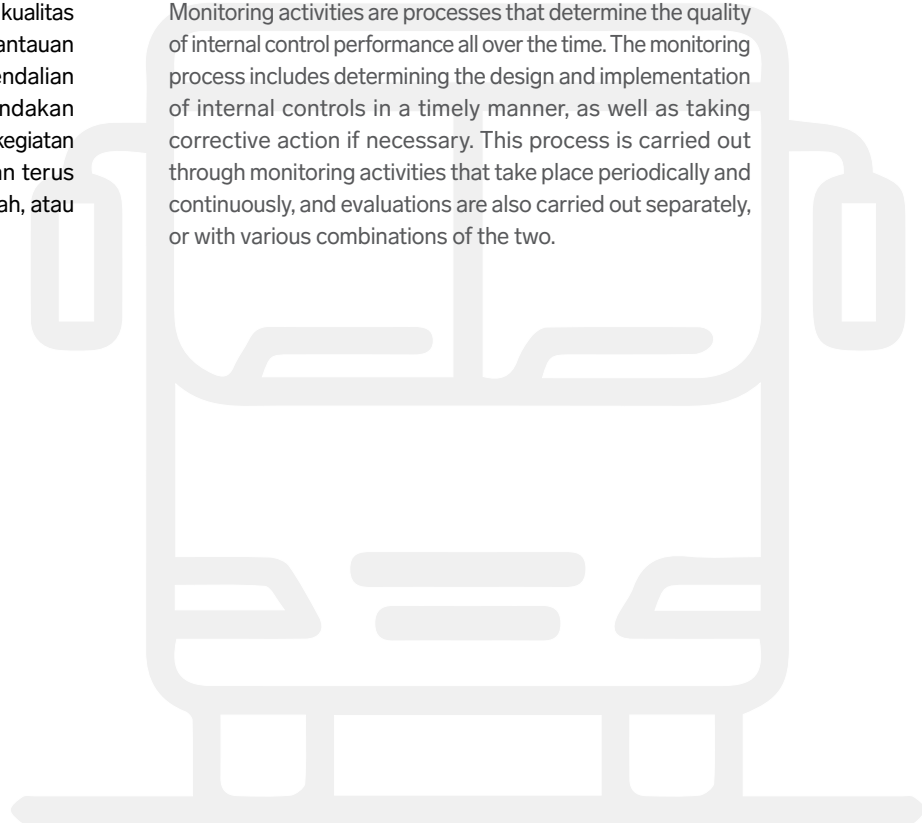 kualitas
antauan
endalian
ndakan
kegiatan
n terus
ah, atau
Monitoring activities are processes that determine the quality
of internal control performance all over the time. The monitoring
process includes determining the design and implementation
of internal controls in a timely manner, as well as taking
corrective action if necessary. This process is carried out
through monitoring activities that take place periodically and
continuously, and evaluations are also carried out separately,
or with various combinations of the two.